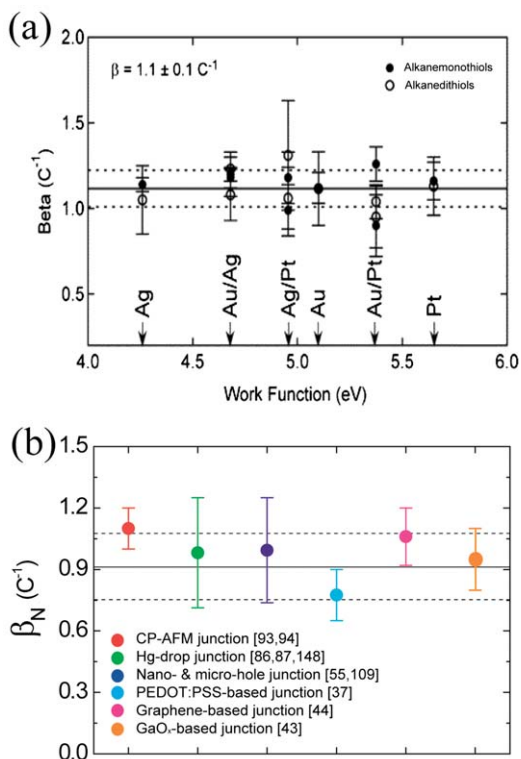 (a)
2.0
β = 1.1 ± 0.1 C⁻¹
Alkanemonothiols
Alkanedithiols
1.5
Beta (C⁻¹)
1.0
0.5
Ag
Au/Ag
Ag/Pt
Au
Au/Pt
Pt
4.0 4.5 5.0 5.5 6.0
Work Function (eV)
(b)
1.5
1.2
βN (C⁻¹)
0.9
0.6
0.3
0.0
CP-AFM junction [93,94]
Hg-drop junction [86,87,148]
Nano- & micro-hole junction [55,109]
PEDOT:PSS-based junction [37]
Graphene-based junction [44]
GaOₓ-based junction [43]